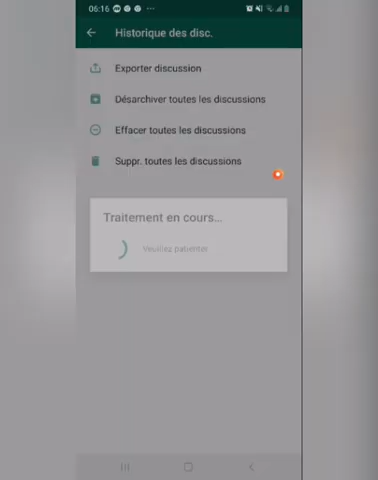 06:16
Historique des disc.
Exporter discussion
Désarchiver toutes les discussions
Effacer toutes les discussions
Suppr. toutes les discussions
Traitement en cours...
Veuillez patienter